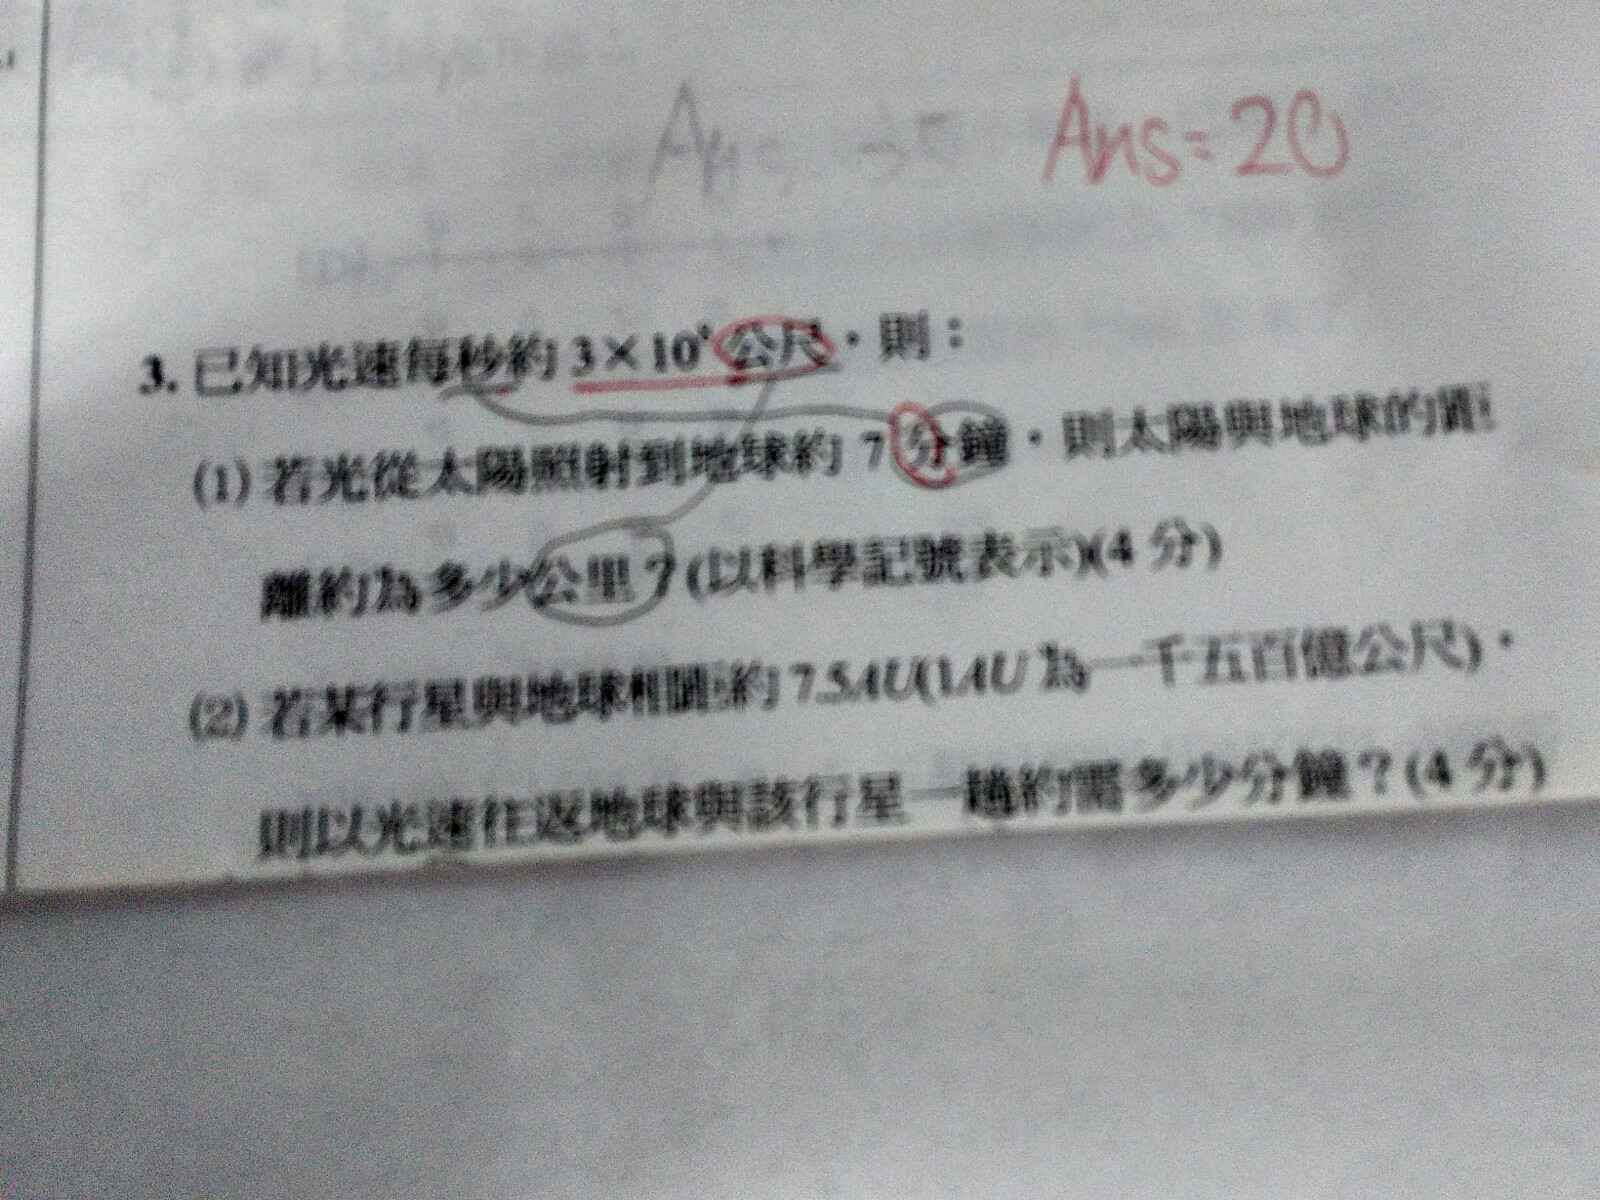 Ans 35 Ans=20
3. 已知光速每秒約 3×10⁸ 公尺,則:
(1) 若光從太陽照射到地球約 7 分鐘,則太陽與地球的距
離約為多少公里?(以科學記號表示)(4 分)
(2) 若某行星與地球相距約 7.5AU(1AU 為一千五百億公尺),
則以光速往返地球與該行星一趟約需多少分鐘?(4 分)